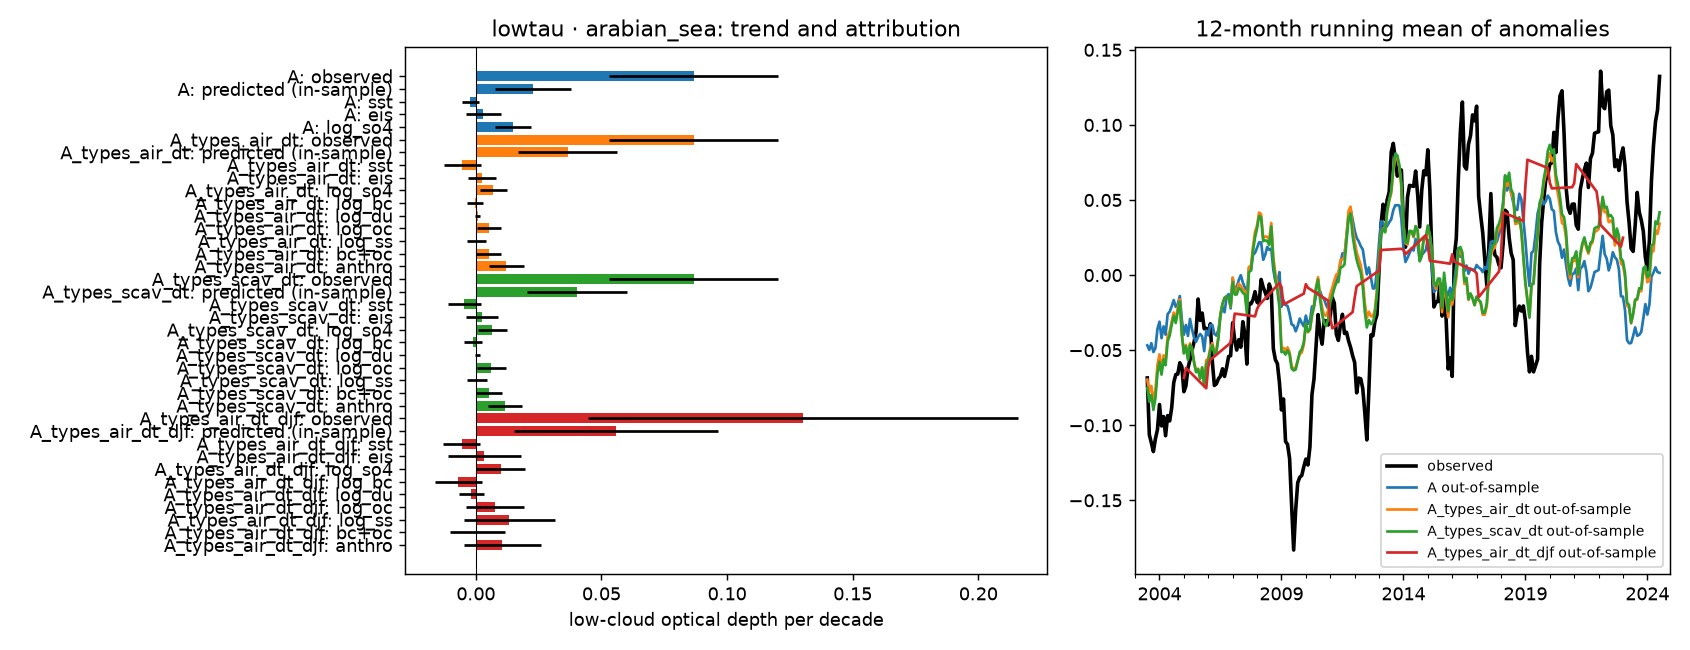 lowtau · arabian_sea: trend and attribution
A: observed
A: predicted (in-sample)
A: sst
A: eis
A: log_so4
A_types_air_dt: observed
A_types_air_dt: predicted (in-sample)
A_types_air_dt: sst
A_types_air_dt: eis
A_types_air_dt: log_so4
A_types_air_dt: log_bc
A_types_air_dt: log_du
A_types_air_dt: log_oc
A_types_air_dt: log_ss
A_types_air_dt: bc+oc
A_types_air_dt: anthro
A_types_scav_dt: observed
A_types_scav_dt: predicted (in-sample)
A_types_scav_dt: sst
A_types_scav_dt: eis
A_types_scav_dt: log_so4
A_types_scav_dt: log_bc
A_types_scav_dt: log_du
A_types_scav_dt: log_oc
A_types_scav_dt: log_ss
A_types_scav_dt: bc+oc
A_types_scav_dt: anthro
A_types_air_dt_djf: observed
A_types_air_dt_djf: predicted (in-sample)
A_types_air_dt_djf: sst
A_types_air_dt_djf: eis
A_types_air_dt_djf: log_so4
A_types_air_dt_djf: log_bc
A_types_air_dt_djf: log_du
A_types_air_dt_djf: log_oc
A_types_air_dt_djf: log_ss
A_types_air_dt_djf: bc+oc
A_types_air_dt_djf: anthro
0.00 0.05 0.10 0.15 0.20
low-cloud optical depth per decade
12-month running mean of anomalies
0.15
0.10
0.05
0.00
−0.05
−0.10
−0.15
2004 2009 2014 2019 2024
observed
A out-of-sample
A_types_air_dt out-of-sample
A_types_scav_dt out-of-sample
A_types_air_dt_djf out-of-sample